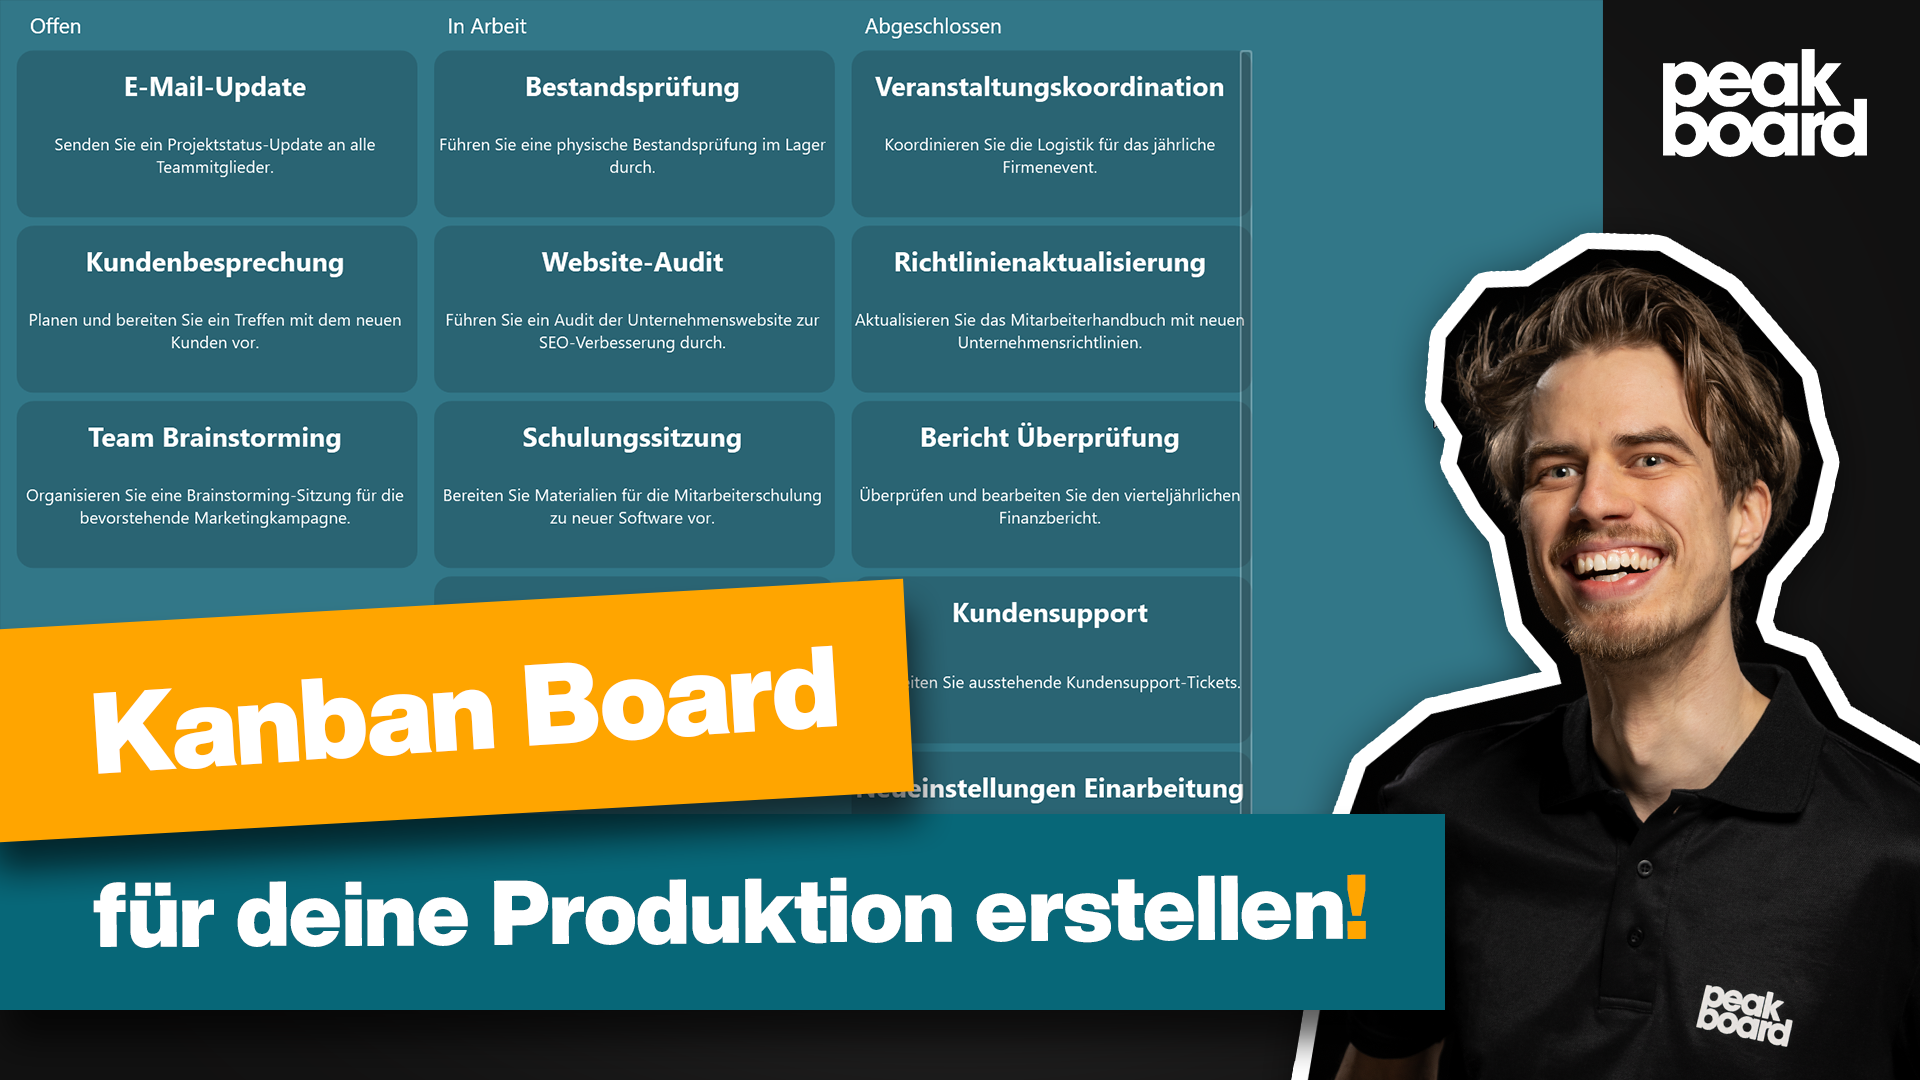 Offen
E-Mail-Update
Senden Sie ein Projektstatus-Update an alle
Teammitglieder.
Kundenbesprechung
Planen und bereiten Sie ein Treffen mit dem neuen
Kunden vor.
Team Brainstorming
Organisieren Sie eine Brainstorming-Sitzung für die
bevorstehende Marketingkampagne.
In Arbeit
Bestandsprüfung
Führen Sie eine physische Bestandsprüfung im Lager
durch.
Website-Audit
Führen Sie ein Audit der Unternehmenswebsite zur
SEO-Verbesserung durch.
Schulungssitzung
Bereiten Sie Materialien für die Mitarbeiterschulung
zu neuer Software vor.
Abgeschlossen
Veranstaltungskoordination
Koordinieren Sie die Logistik für das jährliche
Firmenevent.
Richtlinienaktualisierung
Aktualisieren Sie das Mitarbeiterhandbuch mit neuen
Unternehmensrichtlinien.
Bericht Überprüfung
Überprüfen und bearbeiten Sie den vierteljährlichen
Finanzbericht.
Kundensupport
Sie ausstehende Kundensupport-Tickets.
Einarbeitung
Kanban Board
für deine Produktion erstellen!
peak
board
peak
board